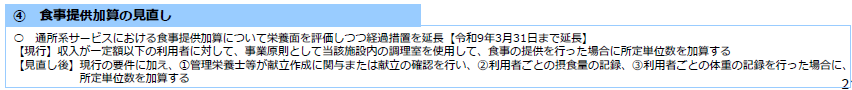 ④ 食事提供加算の見直し
○ 通所系サービスにおける食事提供加算について栄養面を評価しつつ経過措置を延長【令和9年3月31日まで延長】
【現行】収入が一定額以下の利用者に対して、事業原則として当該施設内の調理室を使用して、食事の提供を行った場合に所定単位数を加算する
【見直し後】現行の要件に加え、①管理栄養士等が献立作成に関与または献立の確認を行い、②利用者ごとの摂食量の記録、③利用者ごとの体重の記録を行った場合に、
所定単位数を加算する
2